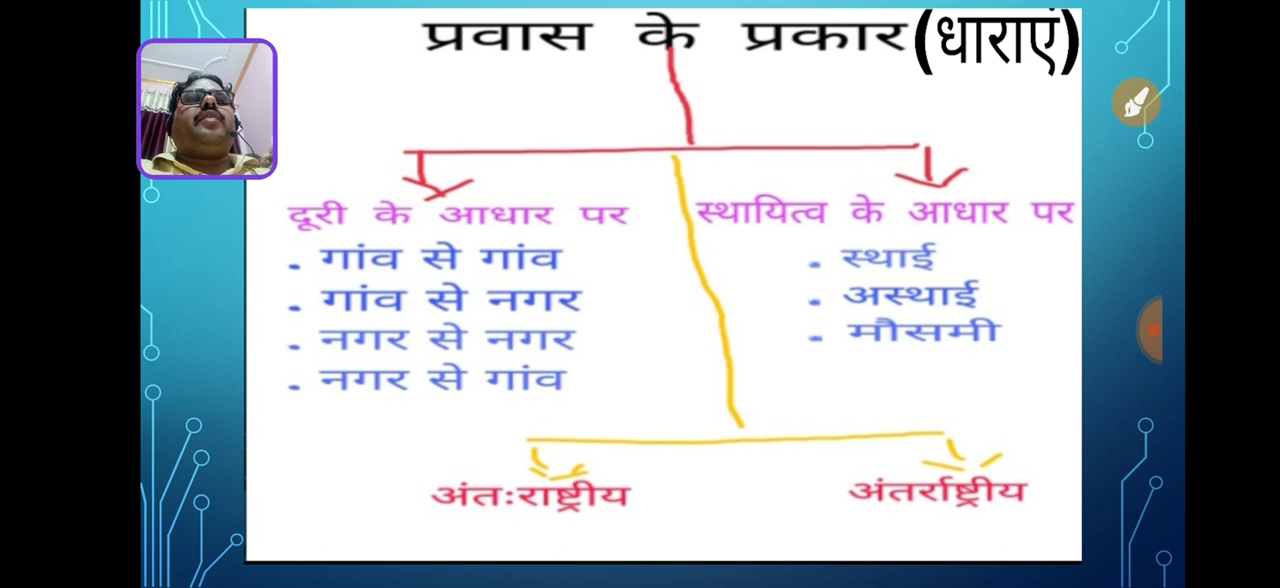 प्रवास के प्रकार(धाराएं)
दूरी के आधार पर
. गांव से गांव
. गांव से नगर
. नगर से नगर
. नगर से गांव
स्थायित्व के आधार पर
. स्थाई
. अस्थाई
. मौसमी
अंतःराष्ट्रीय
अंतर्राष्ट्रीय